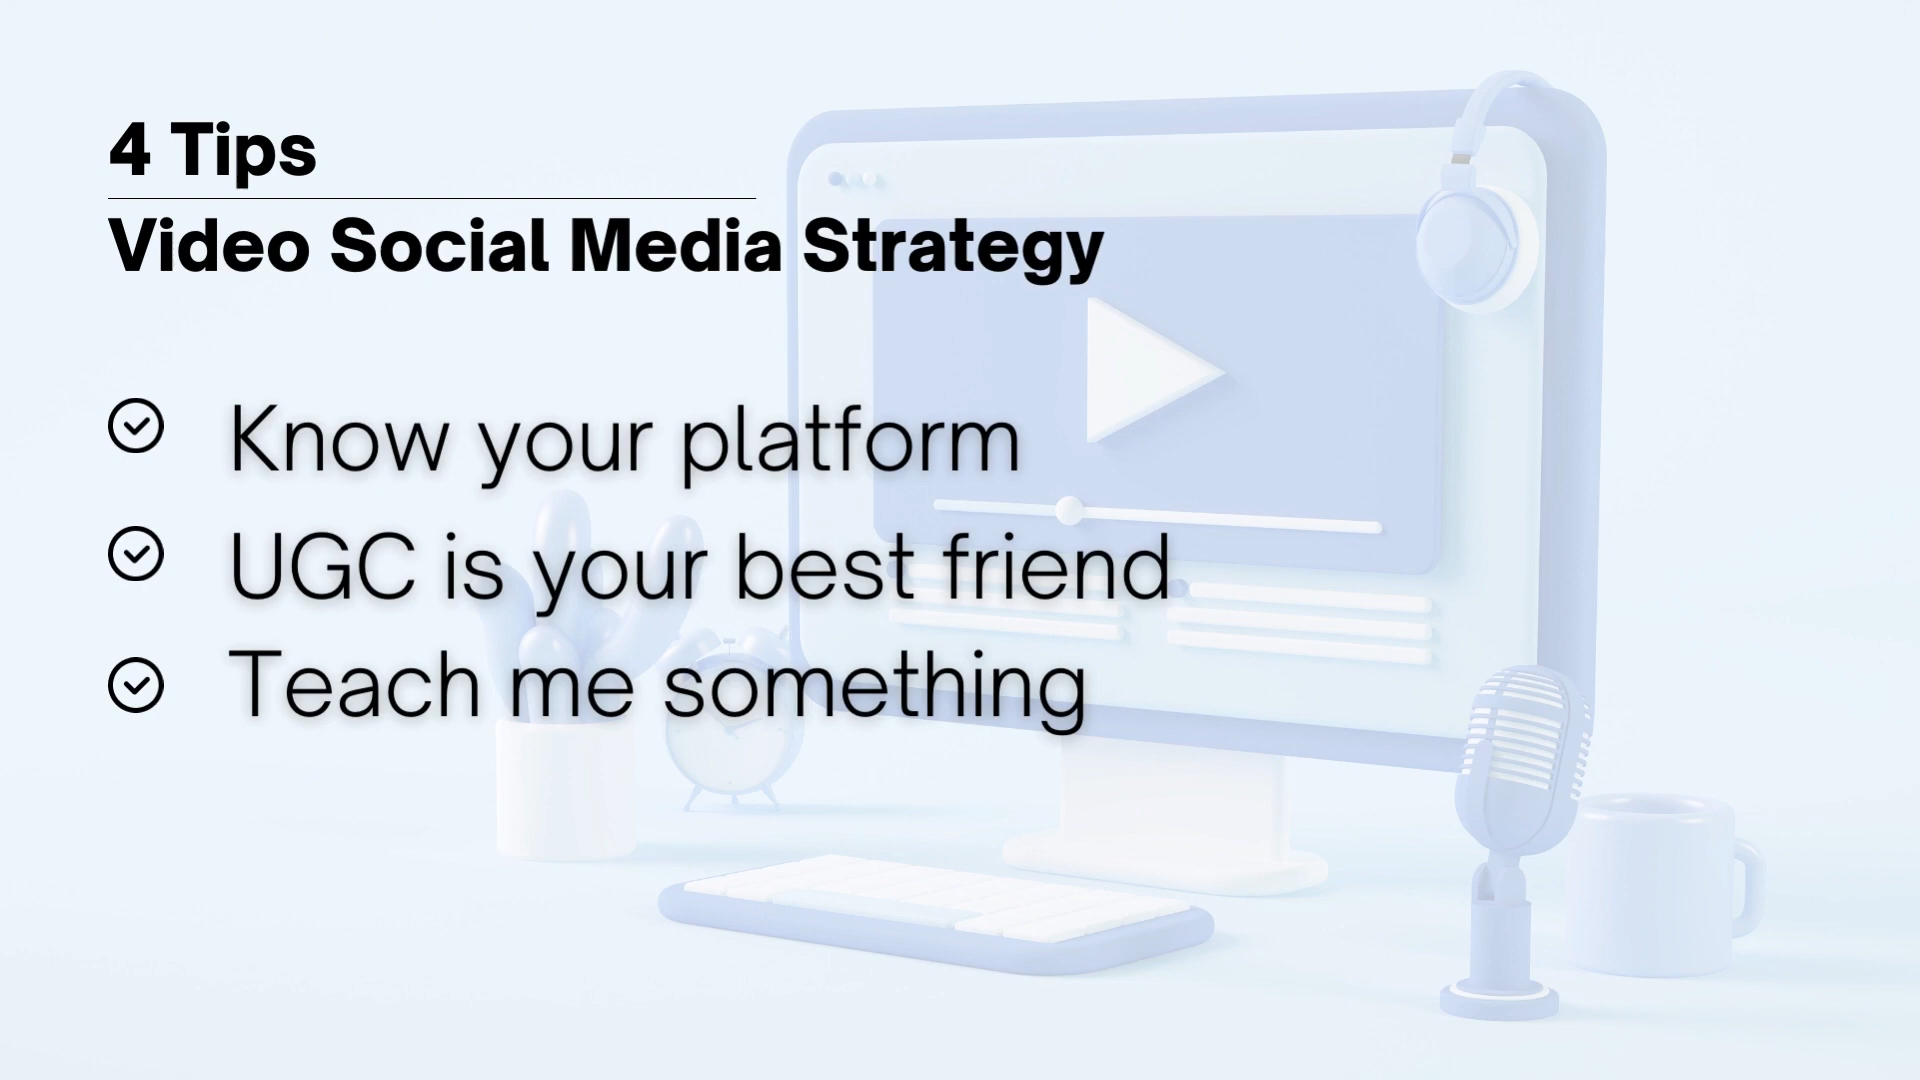 4 Tips
Video Social Media Strategy
Know your platform
UGC is your best friend
Teach me something